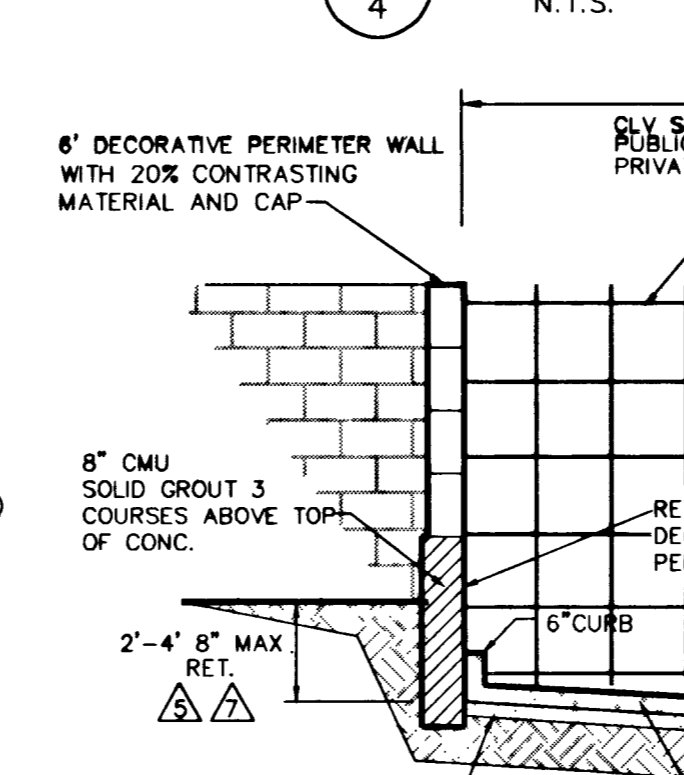 4
N.T.S.
6' DECORATIVE PERIMETER WALL
WITH 20% CONTRASTING
MATERIAL AND CAP
CLV S
PUBLIC
PRIVA
8" CMU
SOLID GROUT 3
COURSES ABOVE TOP
OF CONC.
RE
DE
PE
6" CURB
2'-4' 8" MAX
RET.
5 7